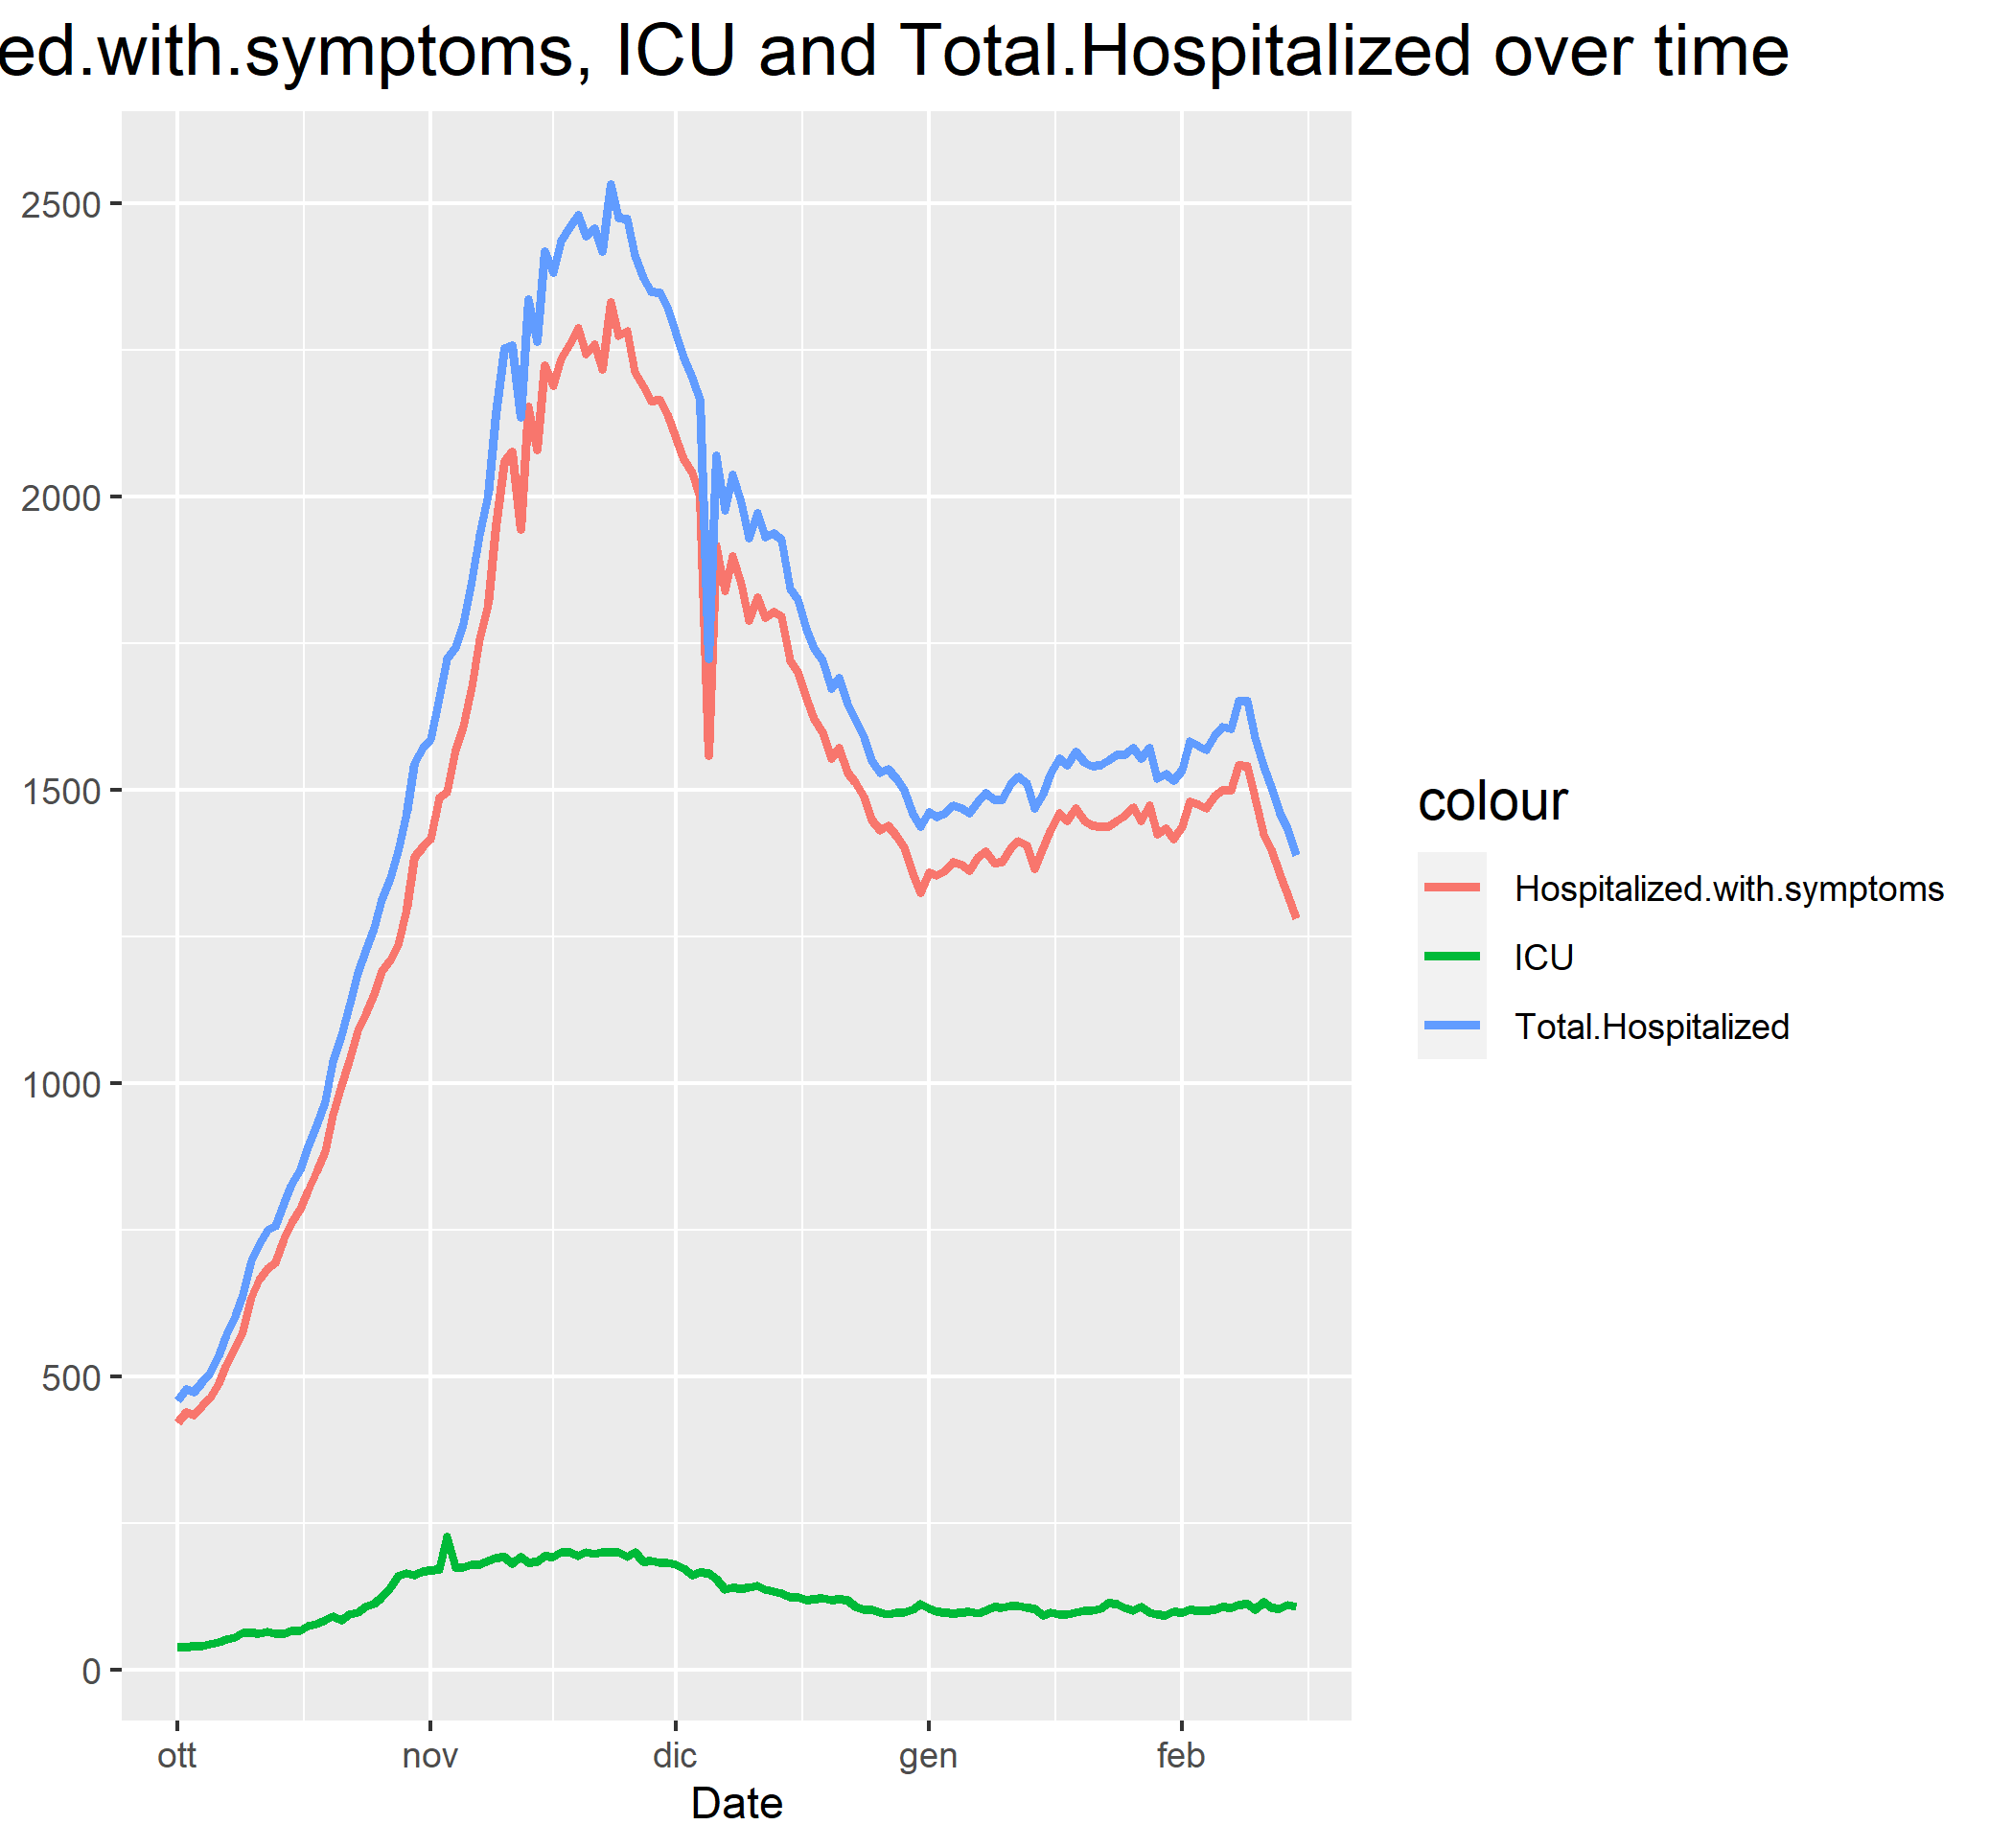 ed.with.symptoms, ICU and Total.Hospitalized over time
2500
2000
1500
1000
500
0
ott nov dic gen feb
Date
colour
Hospitalized.with.symptoms
ICU
Total.Hospitalized